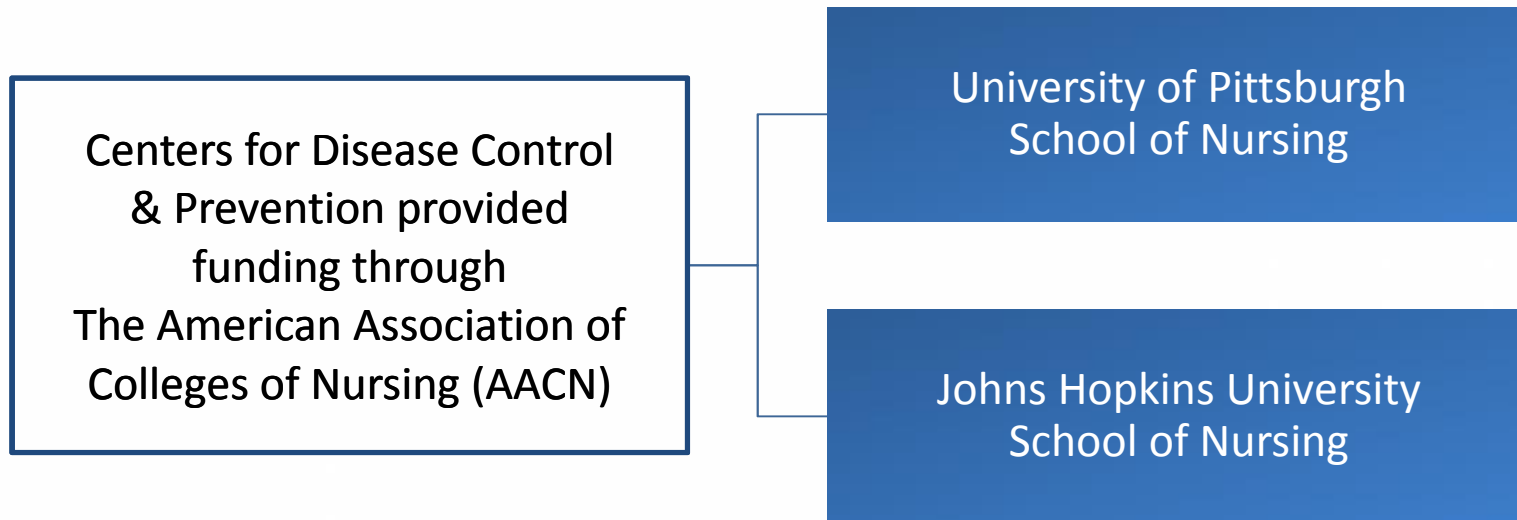 Centers for Disease Control
& Prevention provided
funding through
The American Association of
Colleges of Nursing (AACN)
University of Pittsburgh
School of Nursing
Johns Hopkins University
School of Nursing